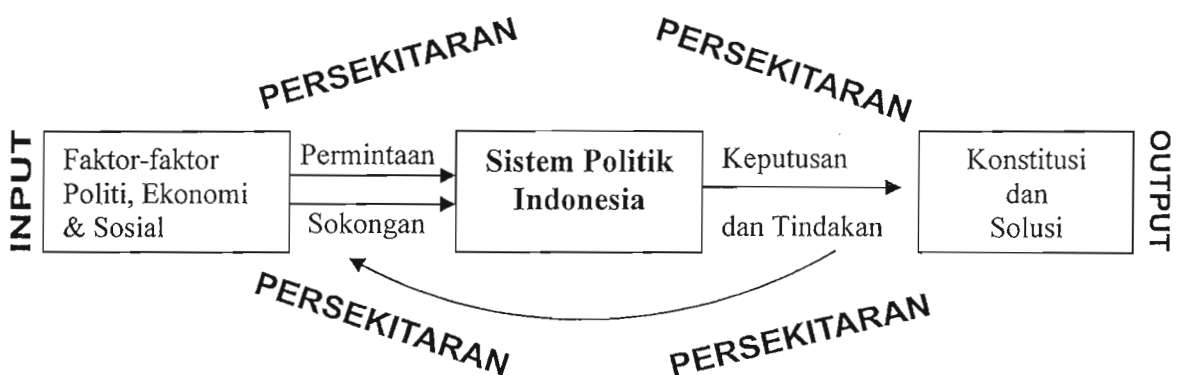 PERSEKITARAN
PERSEKITARAN
INPUT
Faktor-faktor
Politi, Ekonomi
& Sosial
Permintaan
Sokongan
Sistem Politik
Indonesia
Keputusan
dan Tindakan
Konstitusi
dan
Solusi
OUTPUT
PERSEKITARAN
PERSEKITARAN